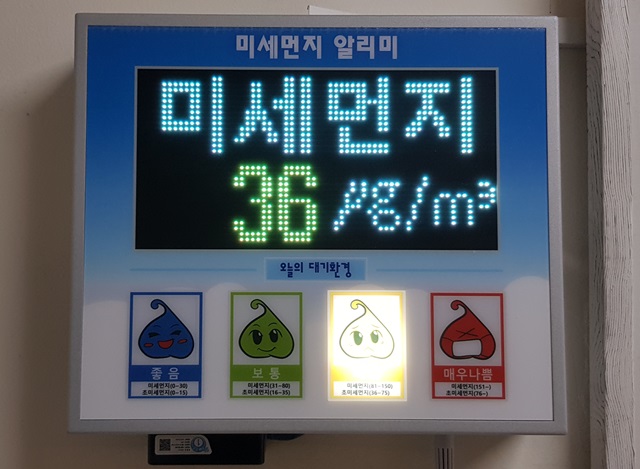 미세먼지 알리미
미세먼지
36 µg/m³
오늘의 대기환경
좋음
미세먼지(0~30)
초미세먼지(0~15)
보통
미세먼지(31~80)
초미세먼지(16~35)
미세먼지(81~150)
초미세먼지(36~75)
매우나쁨
미세먼지(151~)
초미세먼지(76~)